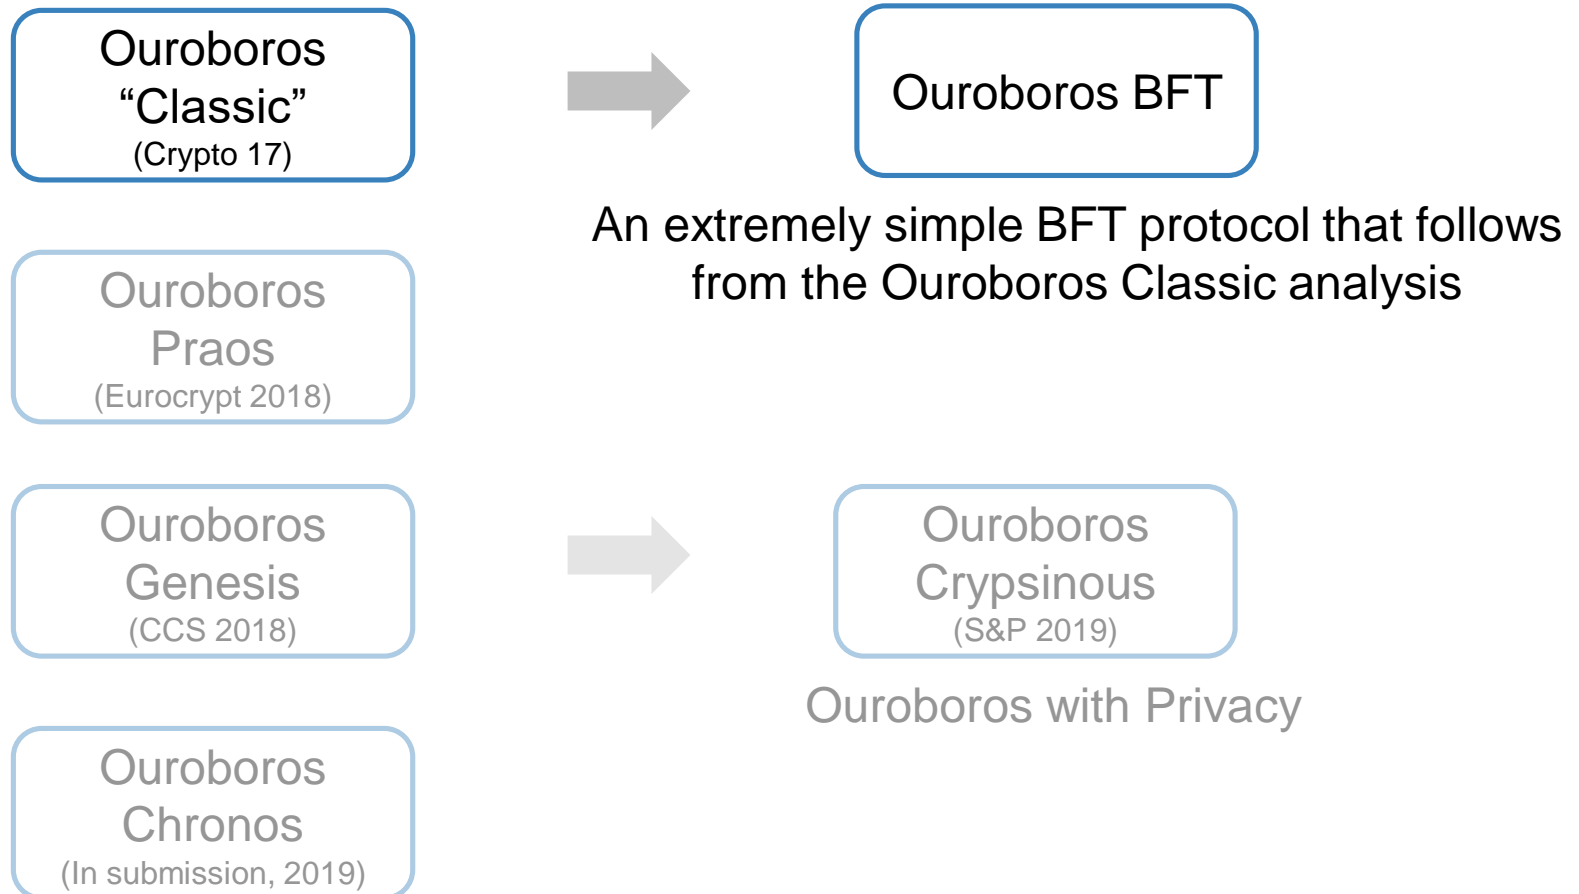 Ouroboros
“Classic”
(Crypto 17)
Ouroboros BFT
An extremely simple BFT protocol that follows
from the Ouroboros Classic analysis
Ouroboros
Praos
(Eurocrypt 2018)
Ouroboros
Genesis
(CCS 2018)
Ouroboros
Crypsinous
(S&P 2019)
Ouroboros with Privacy
Ouroboros
Chronos
(In submission, 2019)